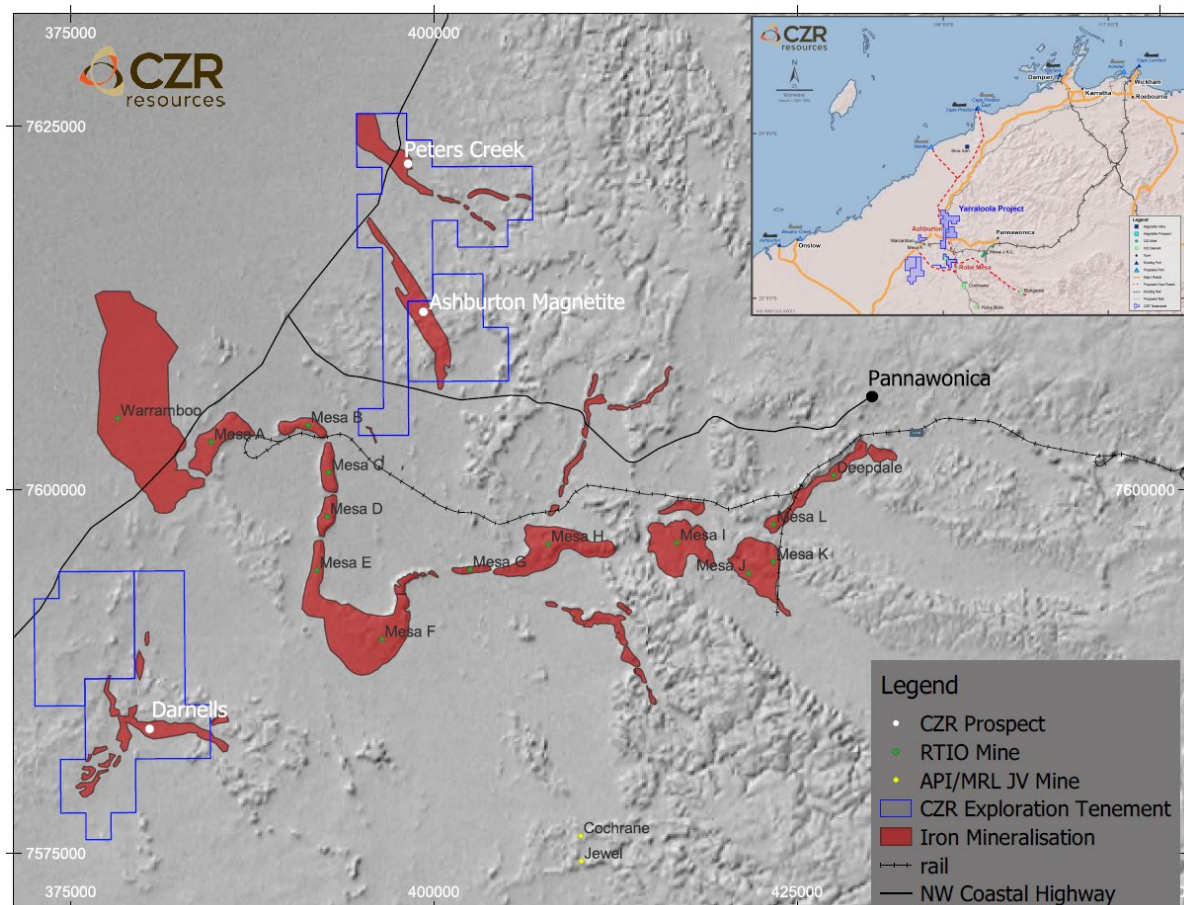 375000
400000
CZR
resources
7625000
Peters Creek
Ashburton Magnetite
CZR
resources
N
Dampier
Wickham
Karratha
Roebourne
Yarraloola Project
Ashburton
Pannawonica
Warramboo
Onslow
Robe Mesa
Cochrane
Legend
Pannawonica
Warramboo
Mesa A
Mesa B
Mesa C
Mesa D
Mesa E
Mesa F
Mesa G
Mesa H
Mesa I
Mesa J
Mesa K
Mesa L
Deepdale
7600000
7600000
Darnells
Cochrane
Jewel
7575000
375000
400000
425000
Legend
CZR Prospect
RTIO Mine
API/MRL JV Mine
CZR Exploration Tenement
Iron Mineralisation
rail
NW Coastal Highway